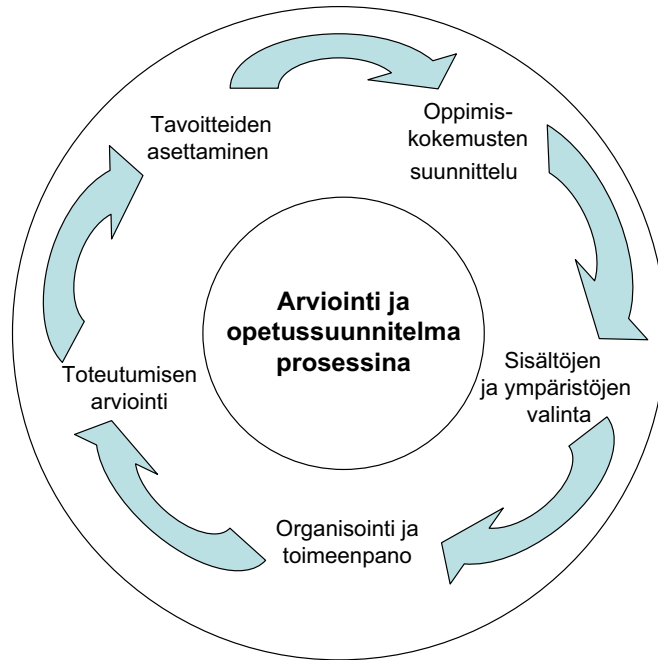 Tavoitteiden
asettaminen
Oppimis-
kokemusten
suunnittelu
Arviointi ja
opetussuunnitelma
prosessina
Sisältöjen
ja ympäristöjen
valinta
Toteutumisen
arviointi
Organisointi ja
toimeenpano